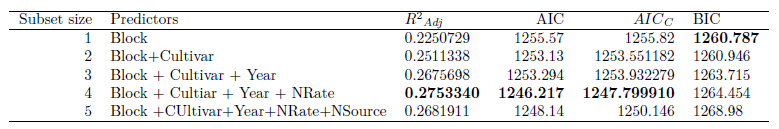 Subset size Predictors R²Adj AIC AICC BIC
1 Block 0.2250729 1255.57 1255.82 1260.787
2 Block+Cultivar 0.2511338 1253.13 1253.551182 1260.946
3 Block + Cultivar + Year 0.2675698 1253.294 1253.932279 1263.715
4 Block + Cultiar + Year + NRate 0.2753340 1246.217 1247.799910 1264.454
5 Block +CUltivar+Year+NRate+NSource 0.2681911 1248.14 1250.146 1268.98